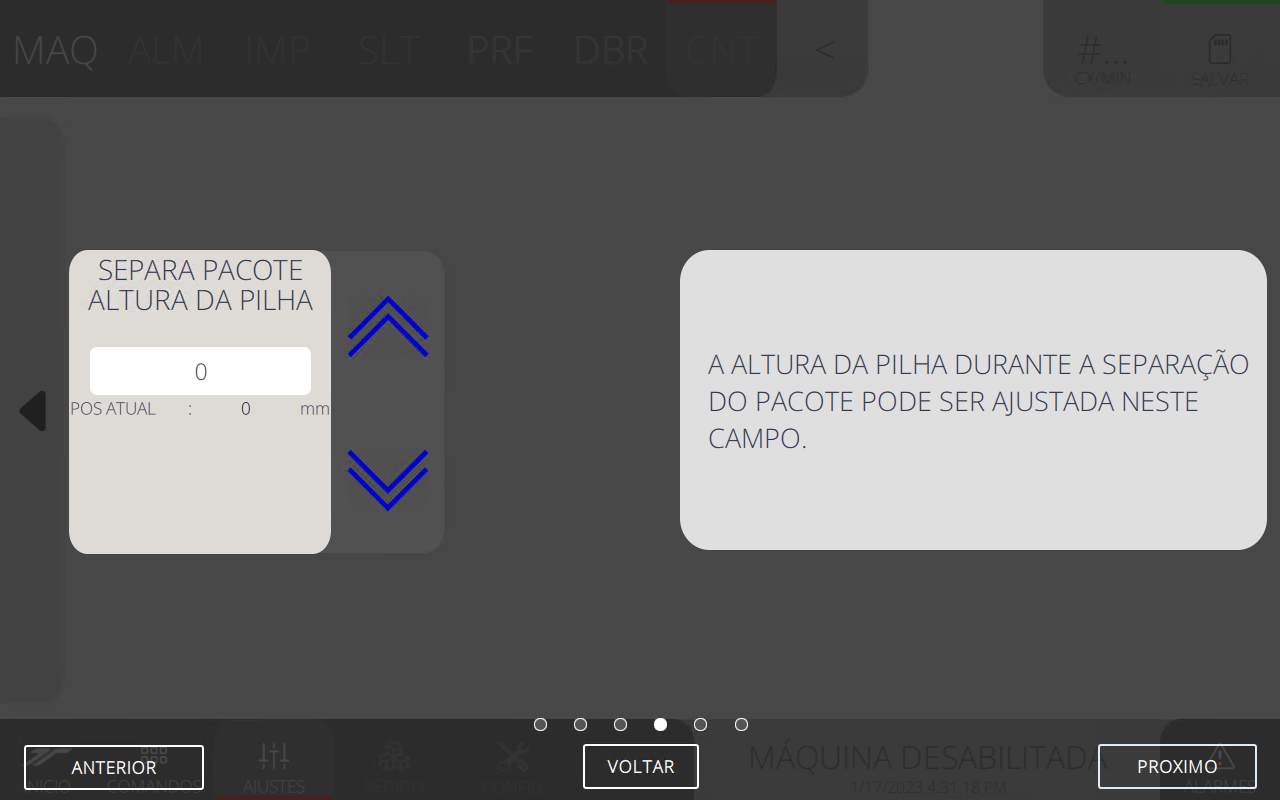 MAQ ALM IMP SLT PRF DBR CNT <
#...
CX/MIN
SALVAR
SEPARA PACOTE
ALTURA DA PILHA
0
POS ATUAL : 0 mm
A ALTURA DA PILHA DURANTE A SEPARAÇÃO
DO PACOTE PODE SER AJUSTADA NESTE
CAMPO.
MÁQUINA DESABILITADA
1/17/2023 4:31:18 PM
ANTERIOR
VOLTAR
PROXIMO
INICIO
COMANDOS
AJUSTES
PEDIDO
CONFIG
ALARMES